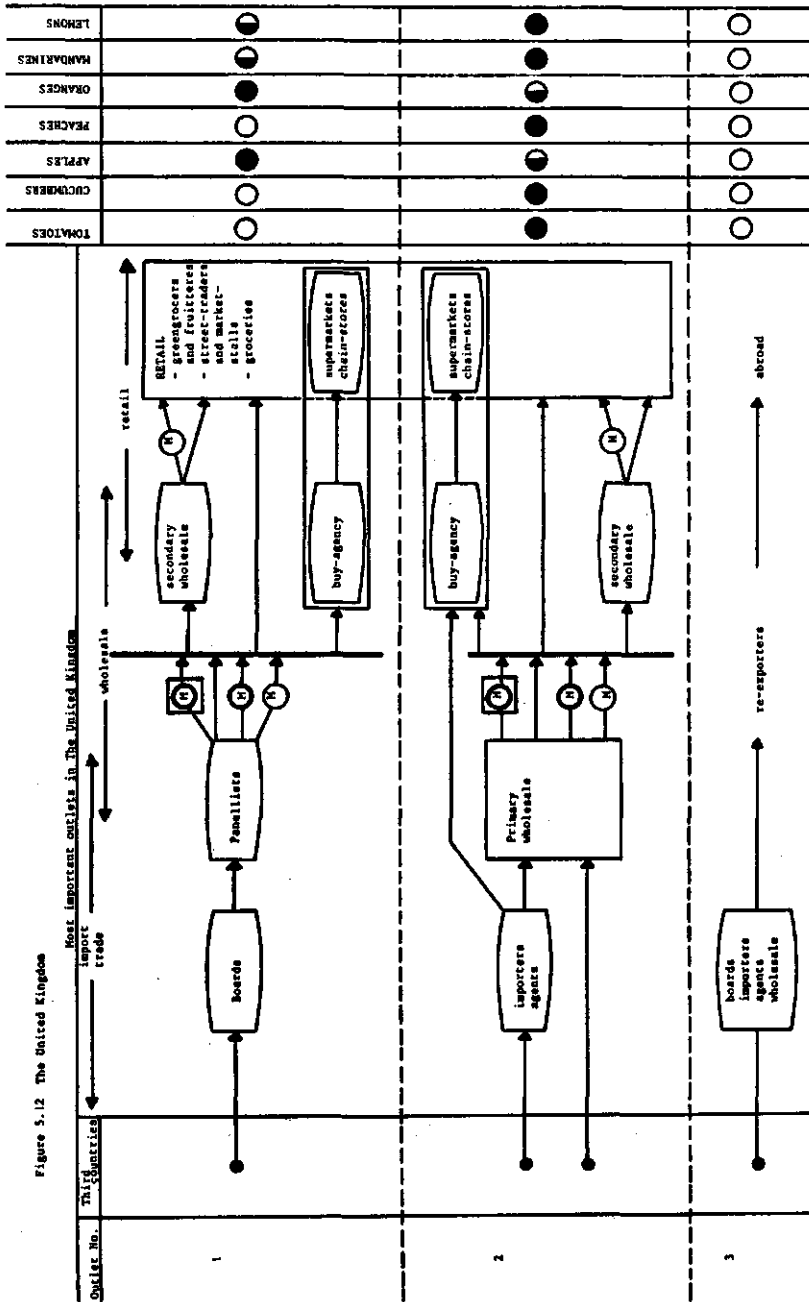 Figure 5.12 The United Kingdom
Most important outlets in The United Kingdom
Outlet No.
Third
countries
import
trade
wholesale
retail
TOMATOES
CUCUMBERS
APPLES
PEACHES
ORANGES
MANDARINES
LEMONS
1
Boards
Panellists
M
M
M
secondary
wholesale
M
buy-agency
supermarkets
chain-stores
RETAIL
- greengrocers
and fruitteres
- street-traders
and market-
stalls
- groceries
2
importers
agents
Primary
wholesale
M
M
M
buy-agency
supermarkets
chain-stores
secondary
wholesale
M
3
boards
importers
agents
wholesale
re-exporters
abroad